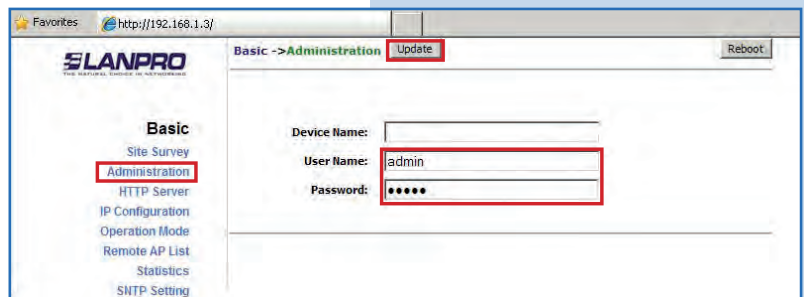 Favorites http://192.168.1.3/
LANPRO
THE NATURAL CHOICE IN NETWORKING
Basic ->Administration Update Reboot
Basic
Site Survey
Administration
HTTP Server
IP Configuration
Operation Mode
Remote AP List
Statistics
SNTP Setting
Device Name:
User Name: admin
Password: •••••